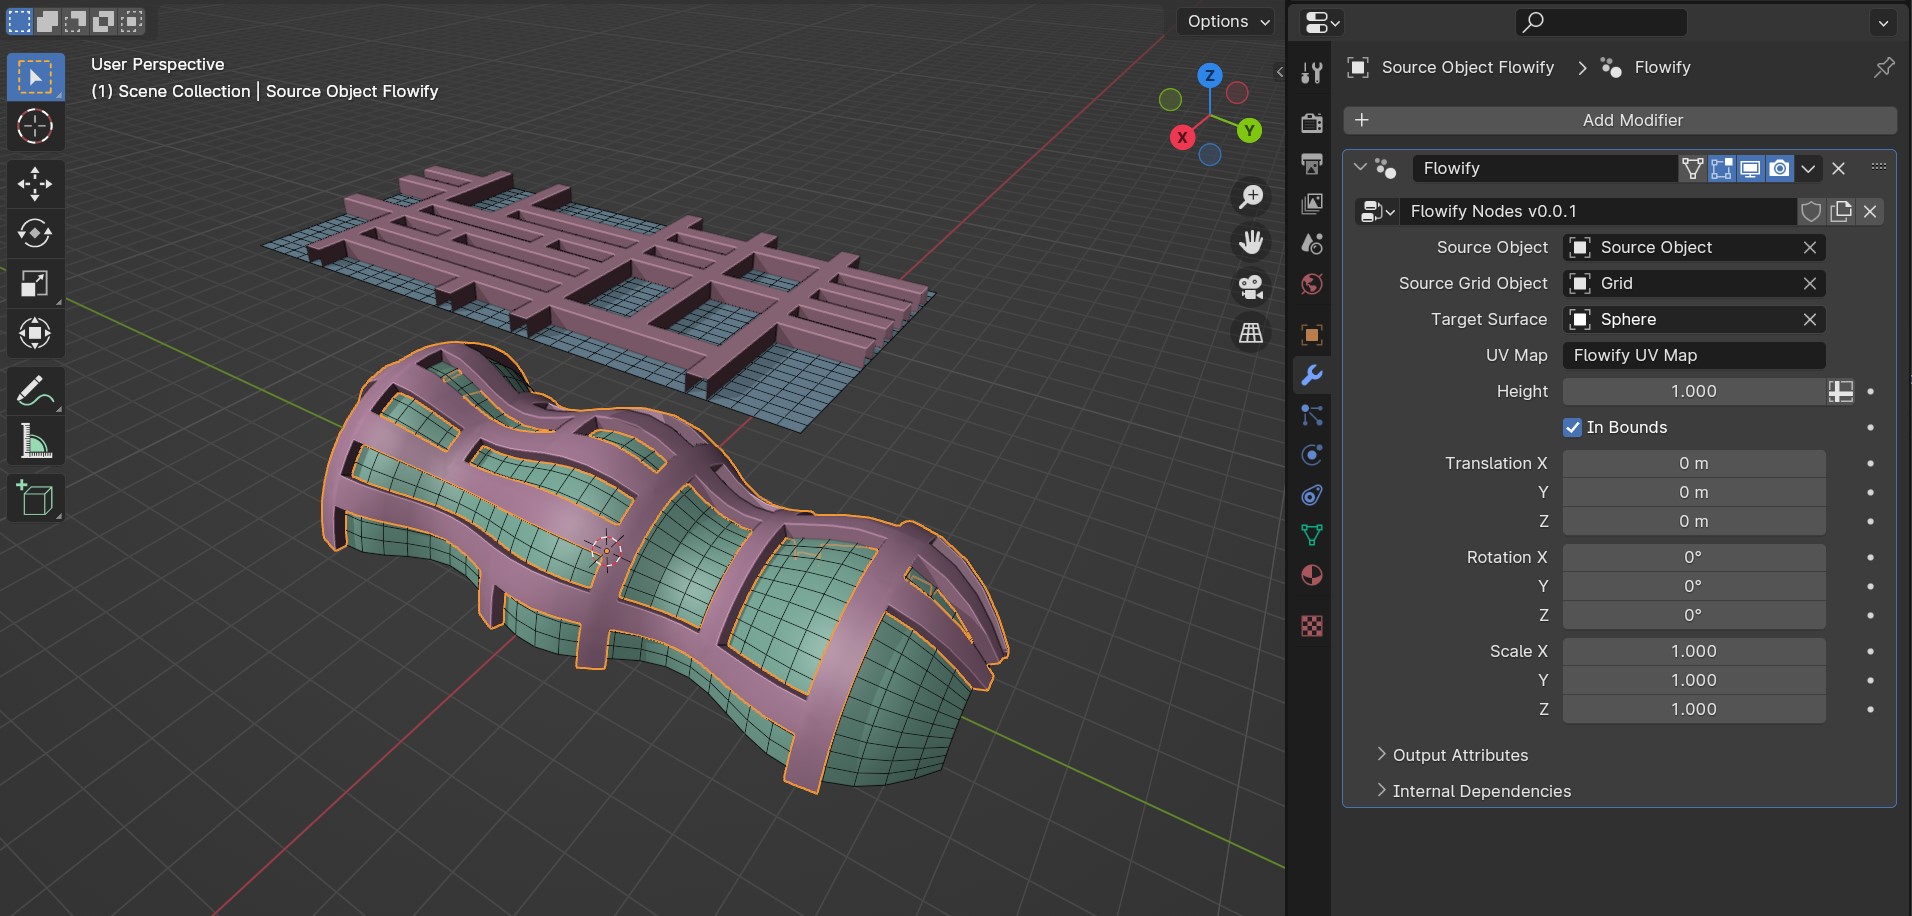 Options
User Perspective
(1) Scene Collection | Source Object Flowify
Z
Y
X
Source Object Flowify > Flowify
+ Add Modifier
Flowify
Flowify Nodes v0.0.1
Source Object Source Object
Source Grid Object Grid
Target Surface Sphere
UV Map Flowify UV Map
Height 1.000
In Bounds
Translation X 0 m
Y 0 m
Z 0 m
Rotation X 0°
Y 0°
Z 0°
Scale X 1.000
Y 1.000
Z 1.000
Output Attributes
Internal Dependencies